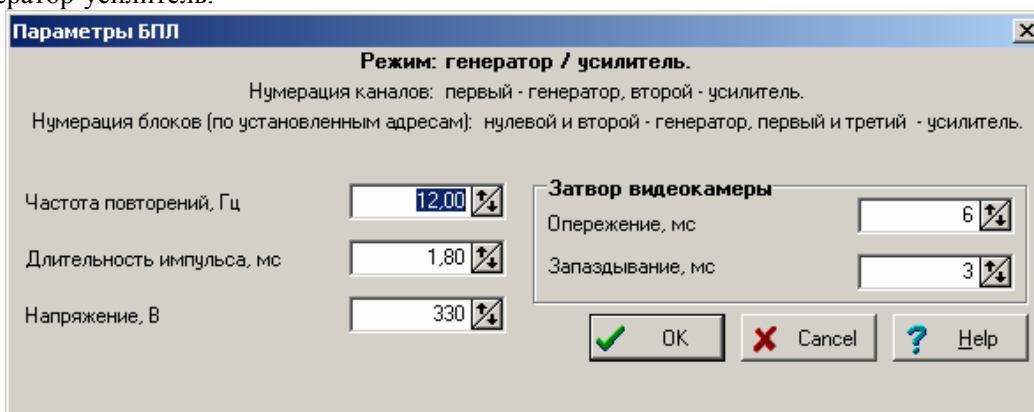 ератор-усилитель.
Параметры БПЛ
Режим: генератор / усилитель.
Нумерация каналов: первый - генератор, второй - усилитель.
Нумерация блоков (по установленным адресам): нулевой и второй - генератор, первый и третий - усилитель.
Частота повторений, Гц 12,00
Длительность импульса, мс 1,80
Напряжение, В 330
Затвор видеокамеры
Опережение, мс 6
Запаздывание, мс 3
OK Cancel Help